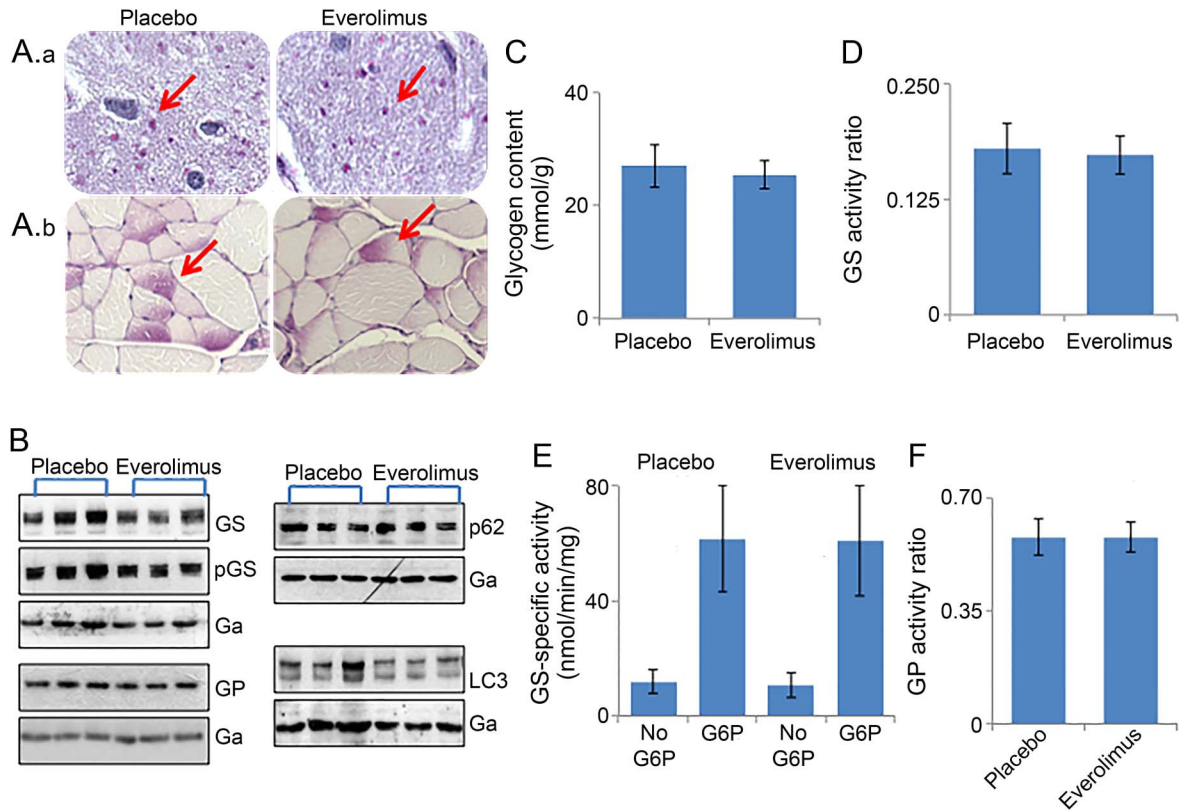 Placebo Everolimus
A.a
A.b
B
Placebo Everolimus
GS
pGS
Ga
GP
Ga
Placebo Everolimus
p62
Ga
LC3
Ga
C
Glycogen content
(mmol/g)
40
20
0
Placebo Everolimus
D
GS activity ratio
0.250
0.125
0
Placebo Everolimus
E
Placebo Everolimus
GS-specific activity
(nmol/min/mg)
80
40
0
No G6P No G6P
G6P G6P
F
GP activity ratio
0.70
0.35
0
Placebo
Everolimus